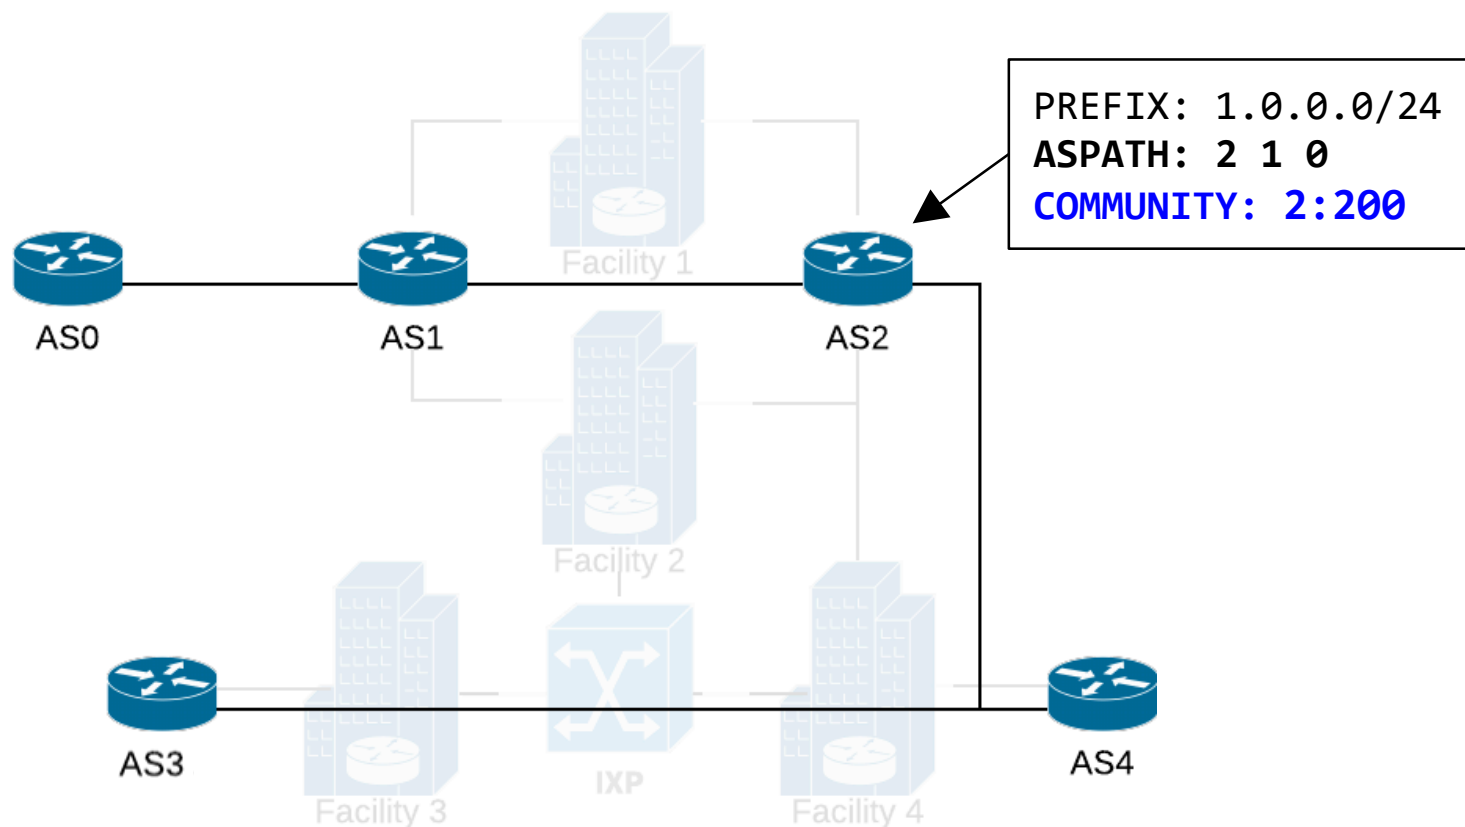 PREFIX: 1.0.0.0/24
ASPATH: 2 1 0
COMMUNITY: 2:200
Facility 1
AS0
AS1
AS2
Facility 2
AS3
IXP
AS4
Facility 3
Facility 4